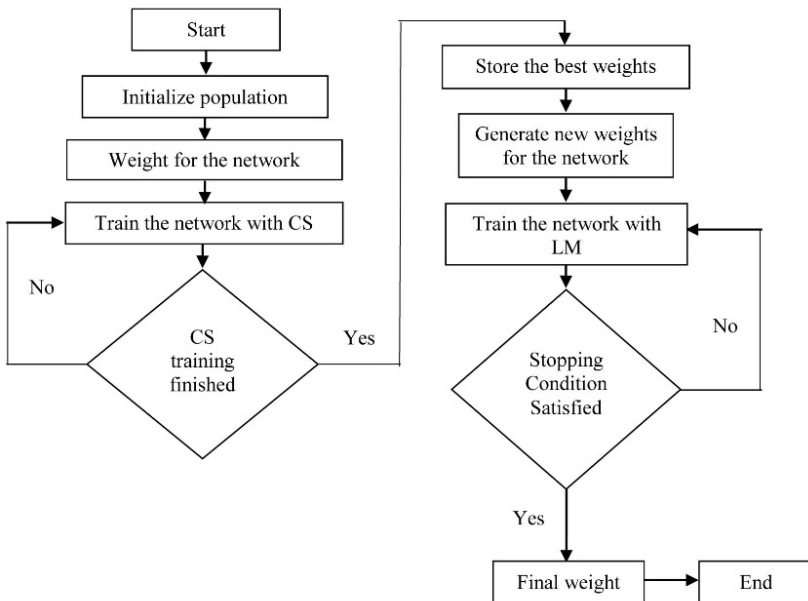 Start
Initialize population
Weight for the network
Train the network with CS
No
CS
training
finished
Yes
Store the best weights
Generate new weights
for the network
Train the network with
LM
No
Stopping
Condition
Satisfied
Yes
Final weight
End